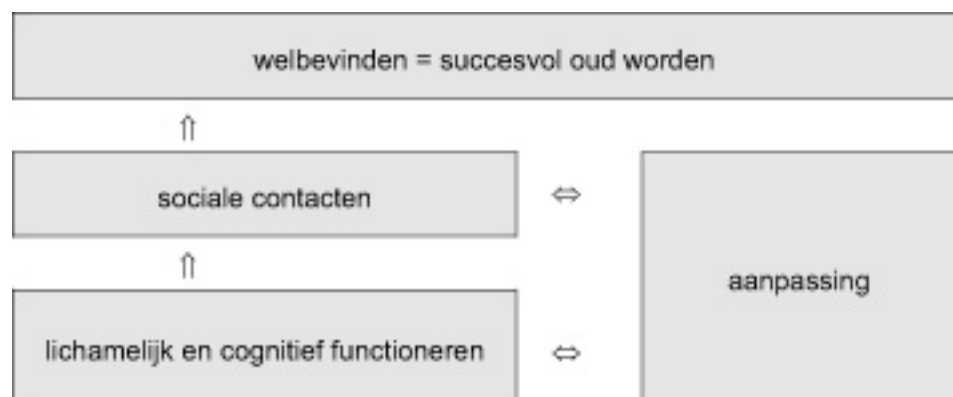 welbevinden = succesvol oud worden
⇑
sociale contacten
⇔
⇑
aanpassing
lichamelijk en cognitief functioneren
⇔